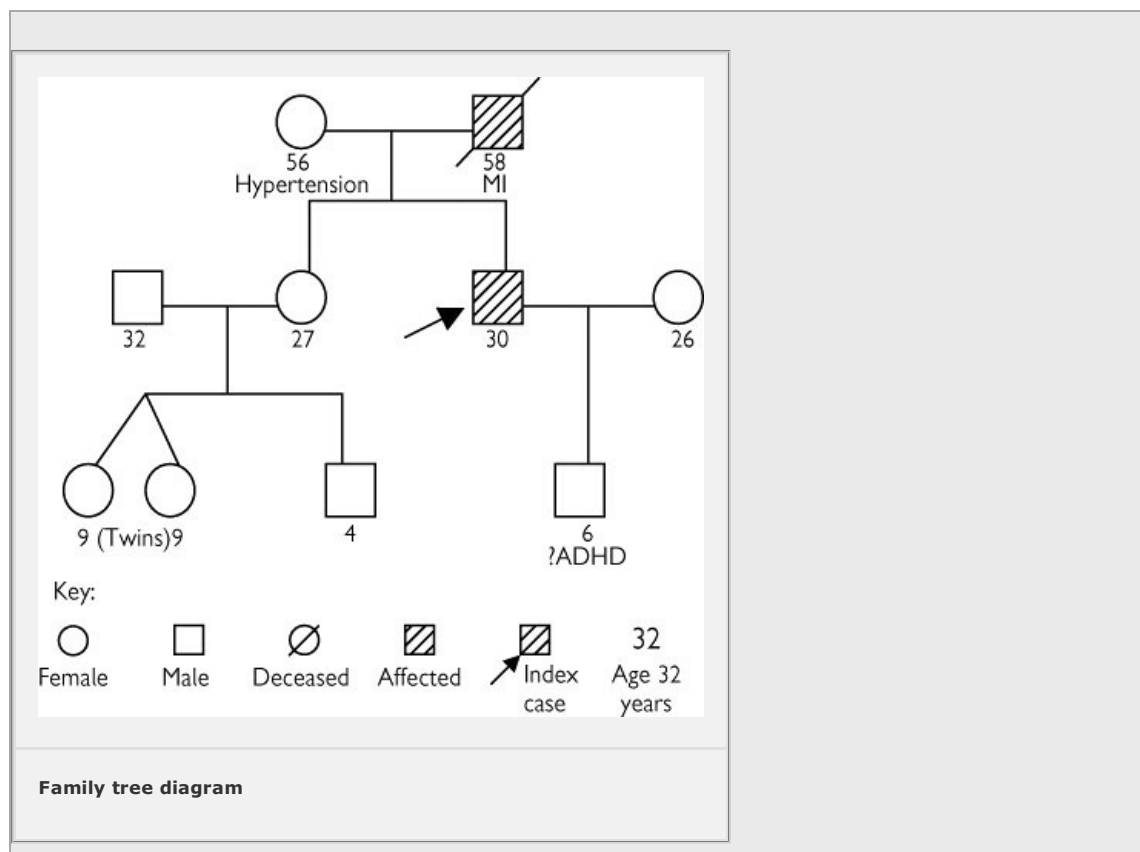 56
58
Hypertension
MI
32
27
30
26
9 (Twins)9
4
6
?ADHD
Key:
32
Female
Male
Deceased
Affected
Index
case
Age 32
years
Family tree diagram